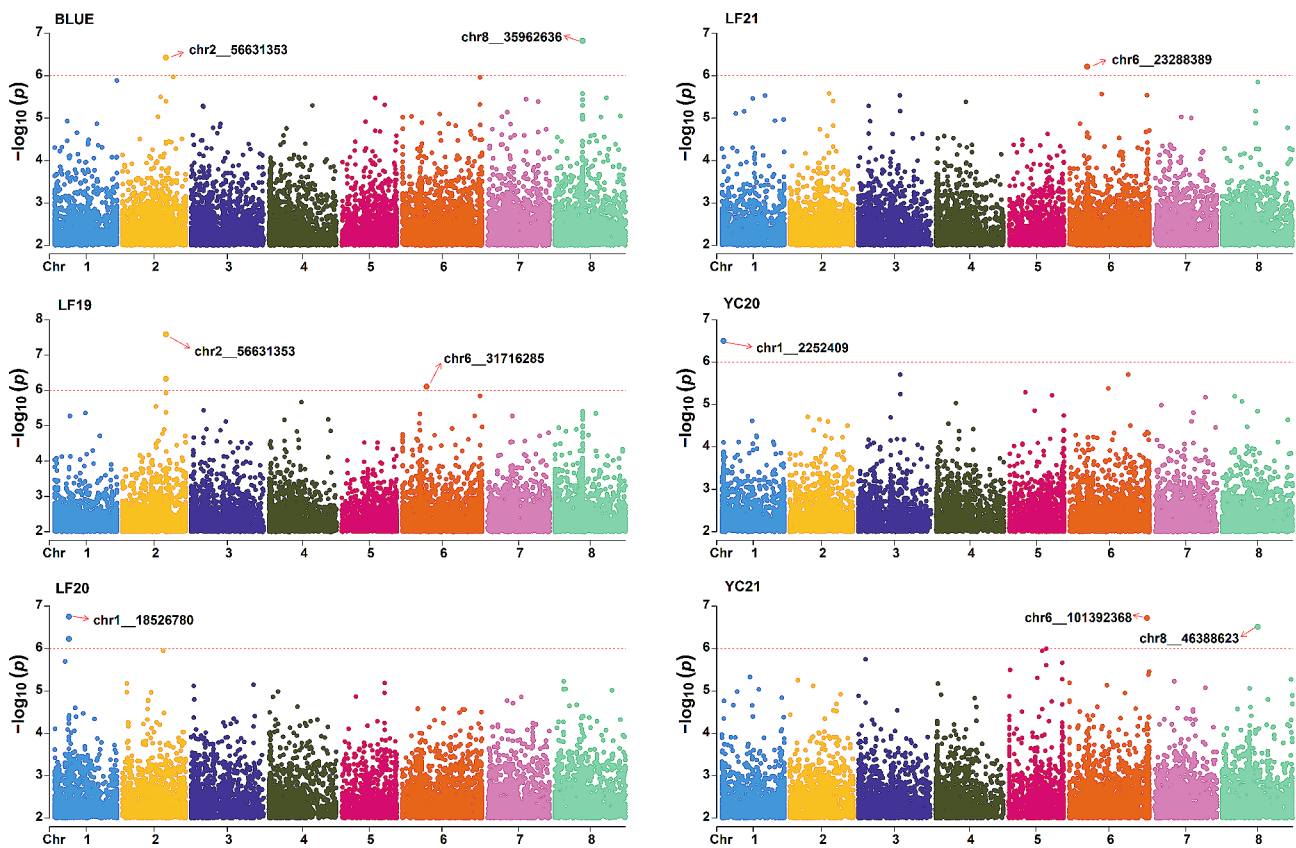 BLUE
7
6
5
4
3
2
−log10 (p)
chr2__56631353
chr8__35962636
Chr 1 2 3 4 5 6 7 8
LF21
7
6
5
4
3
2
−log10 (p)
chr6__23288389
Chr 1 2 3 4 5 6 7 8
LF19
8
7
6
5
4
3
2
−log10 (p)
chr2__56631353
chr6__31716285
Chr 1 2 3 4 5 6 7 8
YC20
7
6
5
4
3
2
−log10 (p)
chr1__2252409
Chr 1 2 3 4 5 6 7 8
LF20
7
6
5
4
3
2
−log10 (p)
chr1__18526780
Chr 1 2 3 4 5 6 7 8
YC21
7
6
5
4
3
2
−log10 (p)
chr6__101392368
chr8__46388623
Chr 1 2 3 4 5 6 7 8